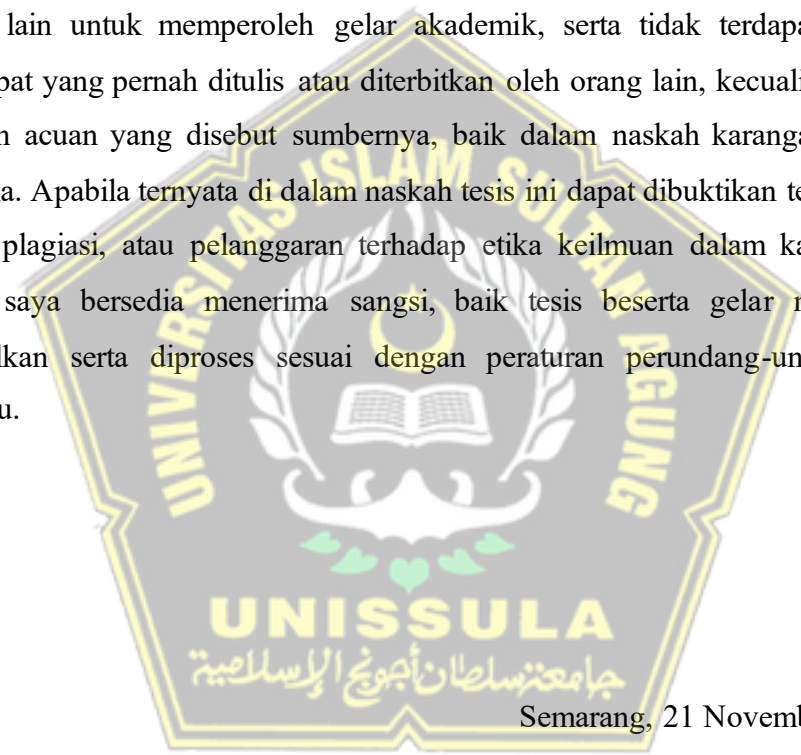 lain untuk memperoleh gelar akademik, serta tidak terdapa
pat yang pernah ditulis atau diterbitkan oleh orang lain, kecuali
n acuan yang disebut sumbernya, baik dalam naskah karanga
a. Apabila ternyata di dalam naskah tesis ini dapat dibuktikan te
plagiasi, atau pelanggaran terhadap etika keilmuan dalam ka
saya bersedia menerima sangsi, baik tesis beserta gelar
lkan serta diproses sesuai dengan peraturan perundang-un
u.
UNIVERSITAS ISLAM SULTAN AGUNG
UNISSULA
جامعة سلطان أجونج الإسلامية
Semarang, 21 Novemb